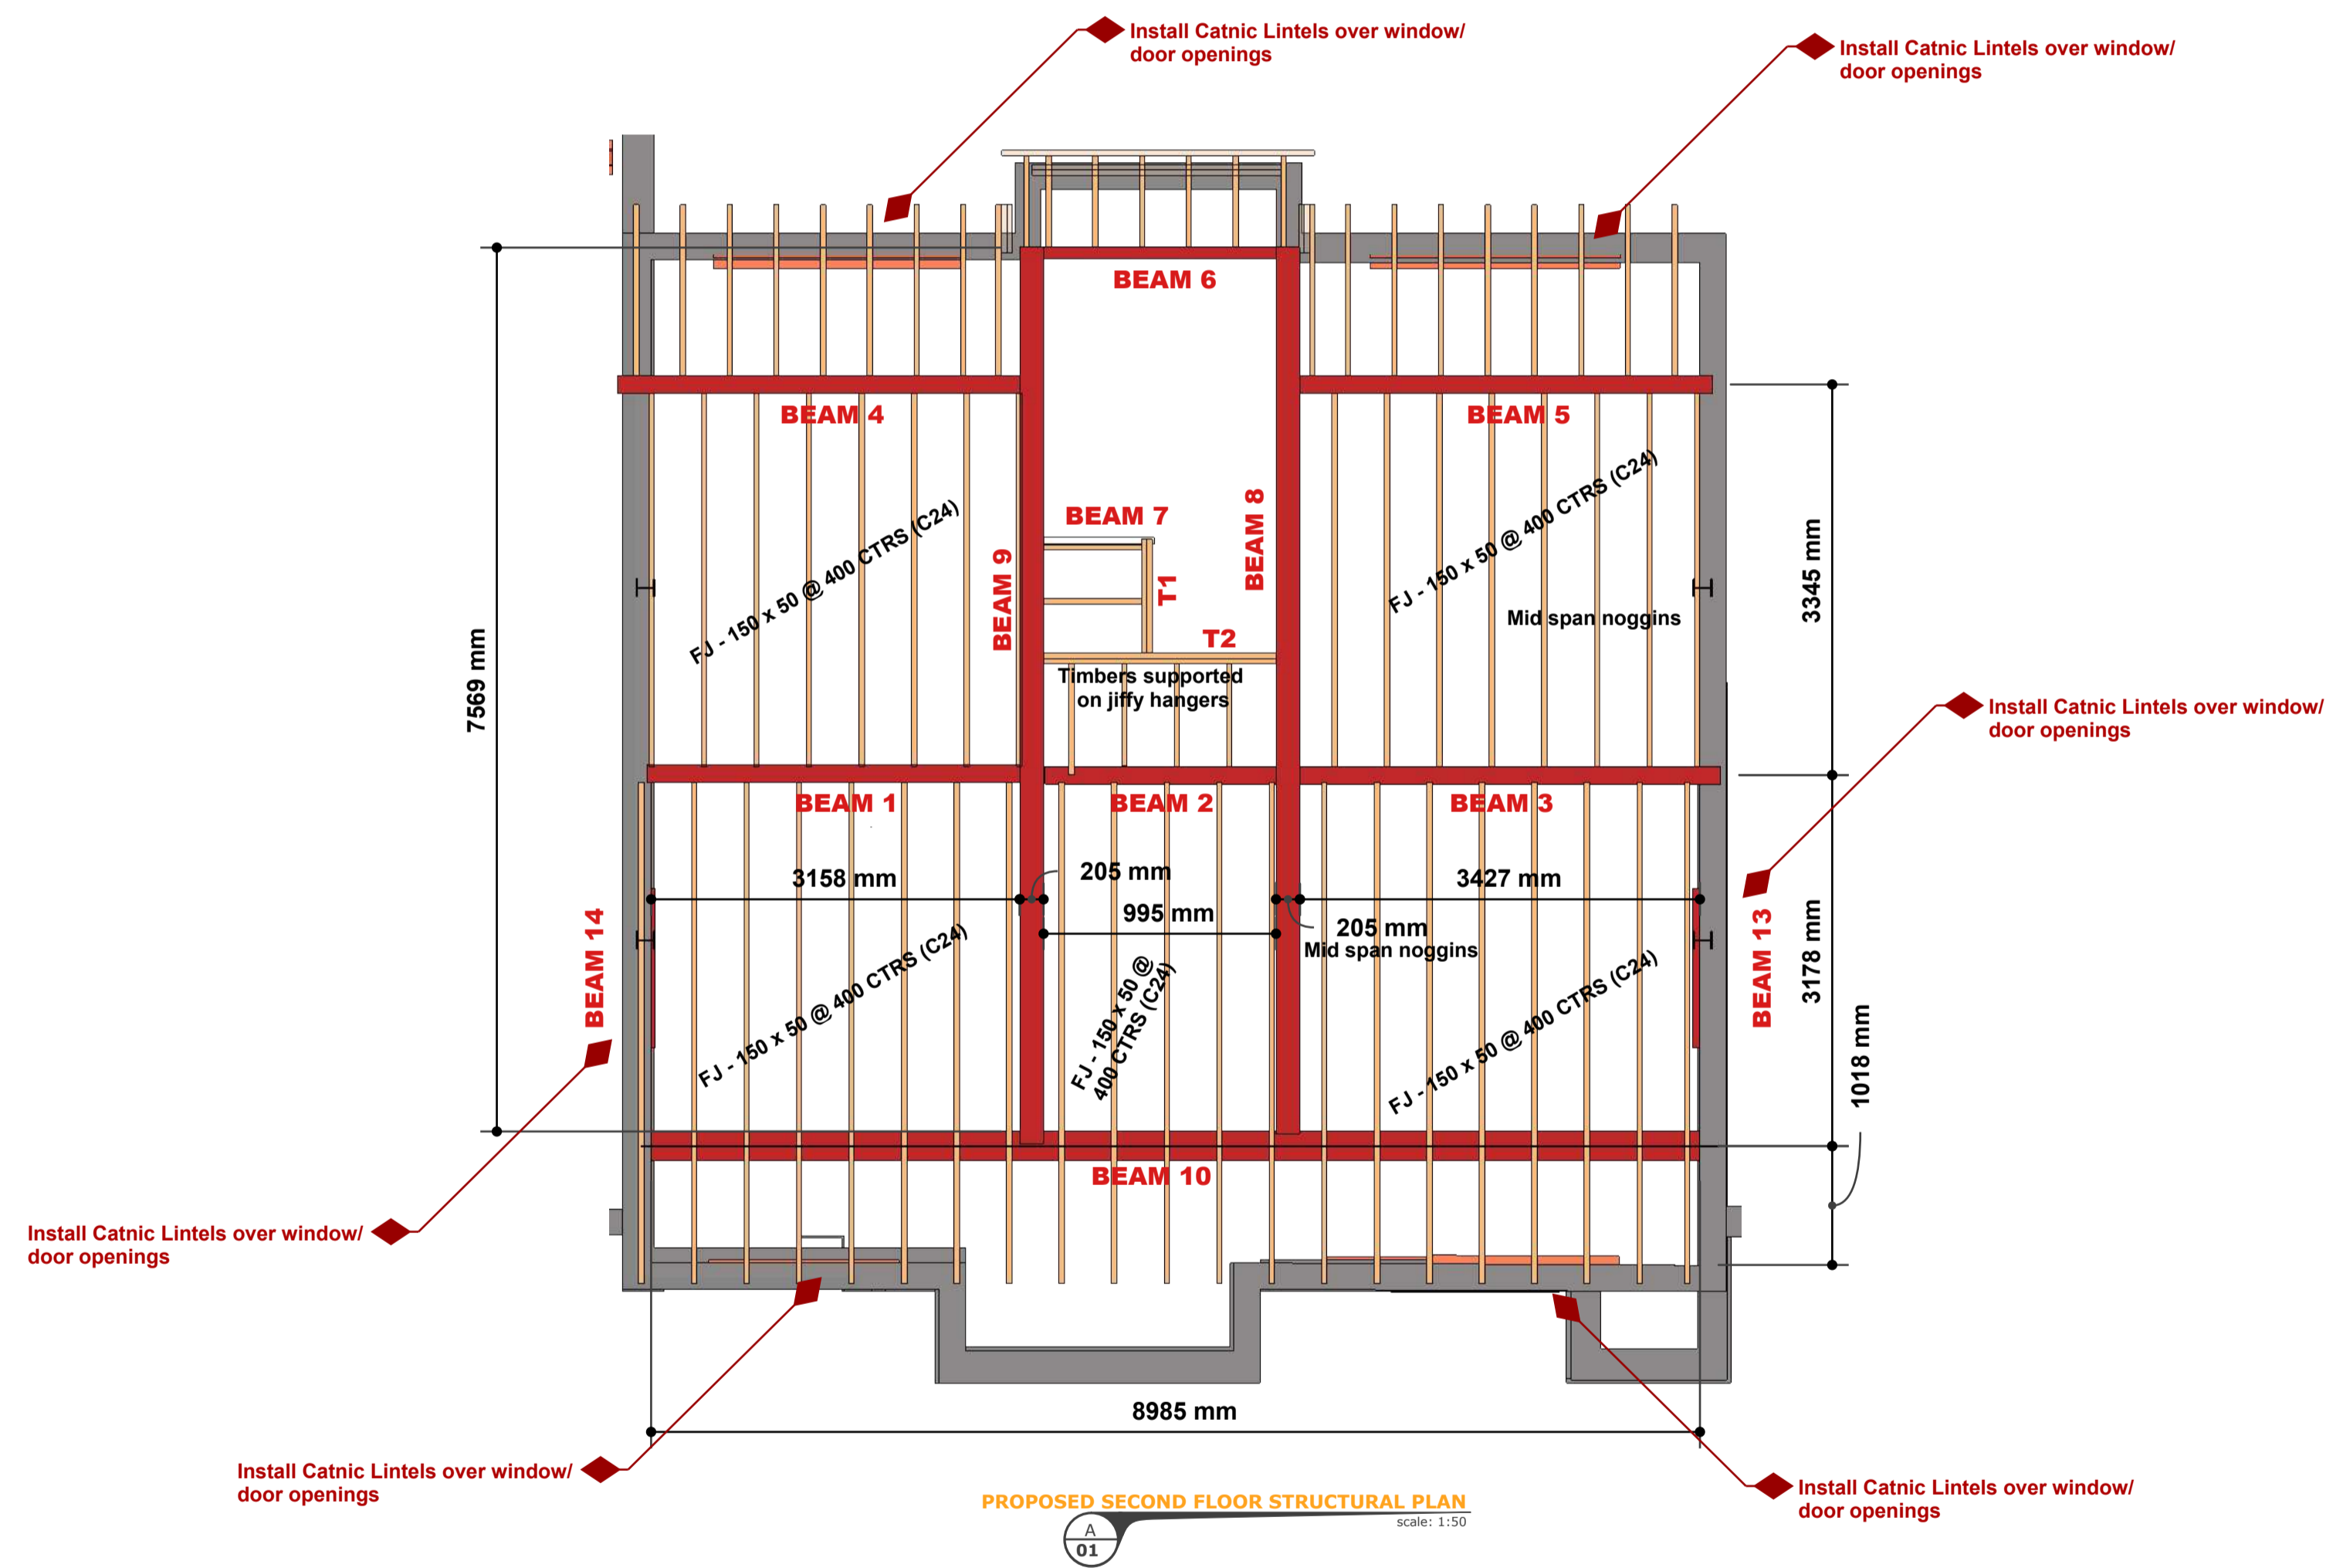 Install Catnic Lintels over window/
door openings
Install Catnic Lintels over window/
door openings
BEAM 6
BEAM 4
BEAM 5
FJ - 150 x 50 @ 400 CTRS (C24)
BEAM 9
BEAM 7
BEAM 8
T1
T2
Timbers supported
on jiffy hangers
FJ - 150 x 50 @ 400 CTRS (C24)
Mid span noggins
3345 mm
7569 mm
Install Catnic Lintels over window/
door openings
BEAM 1
BEAM 2
BEAM 3
3158 mm
205 mm
995 mm
3427 mm
205 mm
Mid span noggins
BEAM 14
FJ - 150 x 50 @ 400 CTRS (C24)
FJ - 150 x 50 @
400 CTRS (C24)
FJ - 150 x 50 @ 400 CTRS (C24)
BEAM 13
3178 mm
1018 mm
BEAM 10
Install Catnic Lintels over window/
door openings
8985 mm
Install Catnic Lintels over window/
door openings
Install Catnic Lintels over window/
door openings
PROPOSED SECOND FLOOR STRUCTURAL PLAN
scale: 1:50
A
01